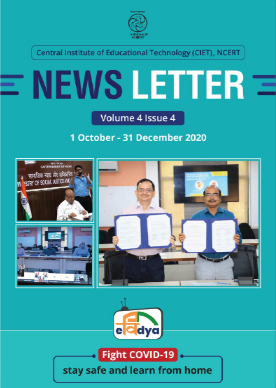 Central Institute of Educational Technology (CIET), NCERT
NEWS LETTER
Volume 4 Issue 4
1 October - 31 December 2020
Fight COVID-19
stay safe and learn from home